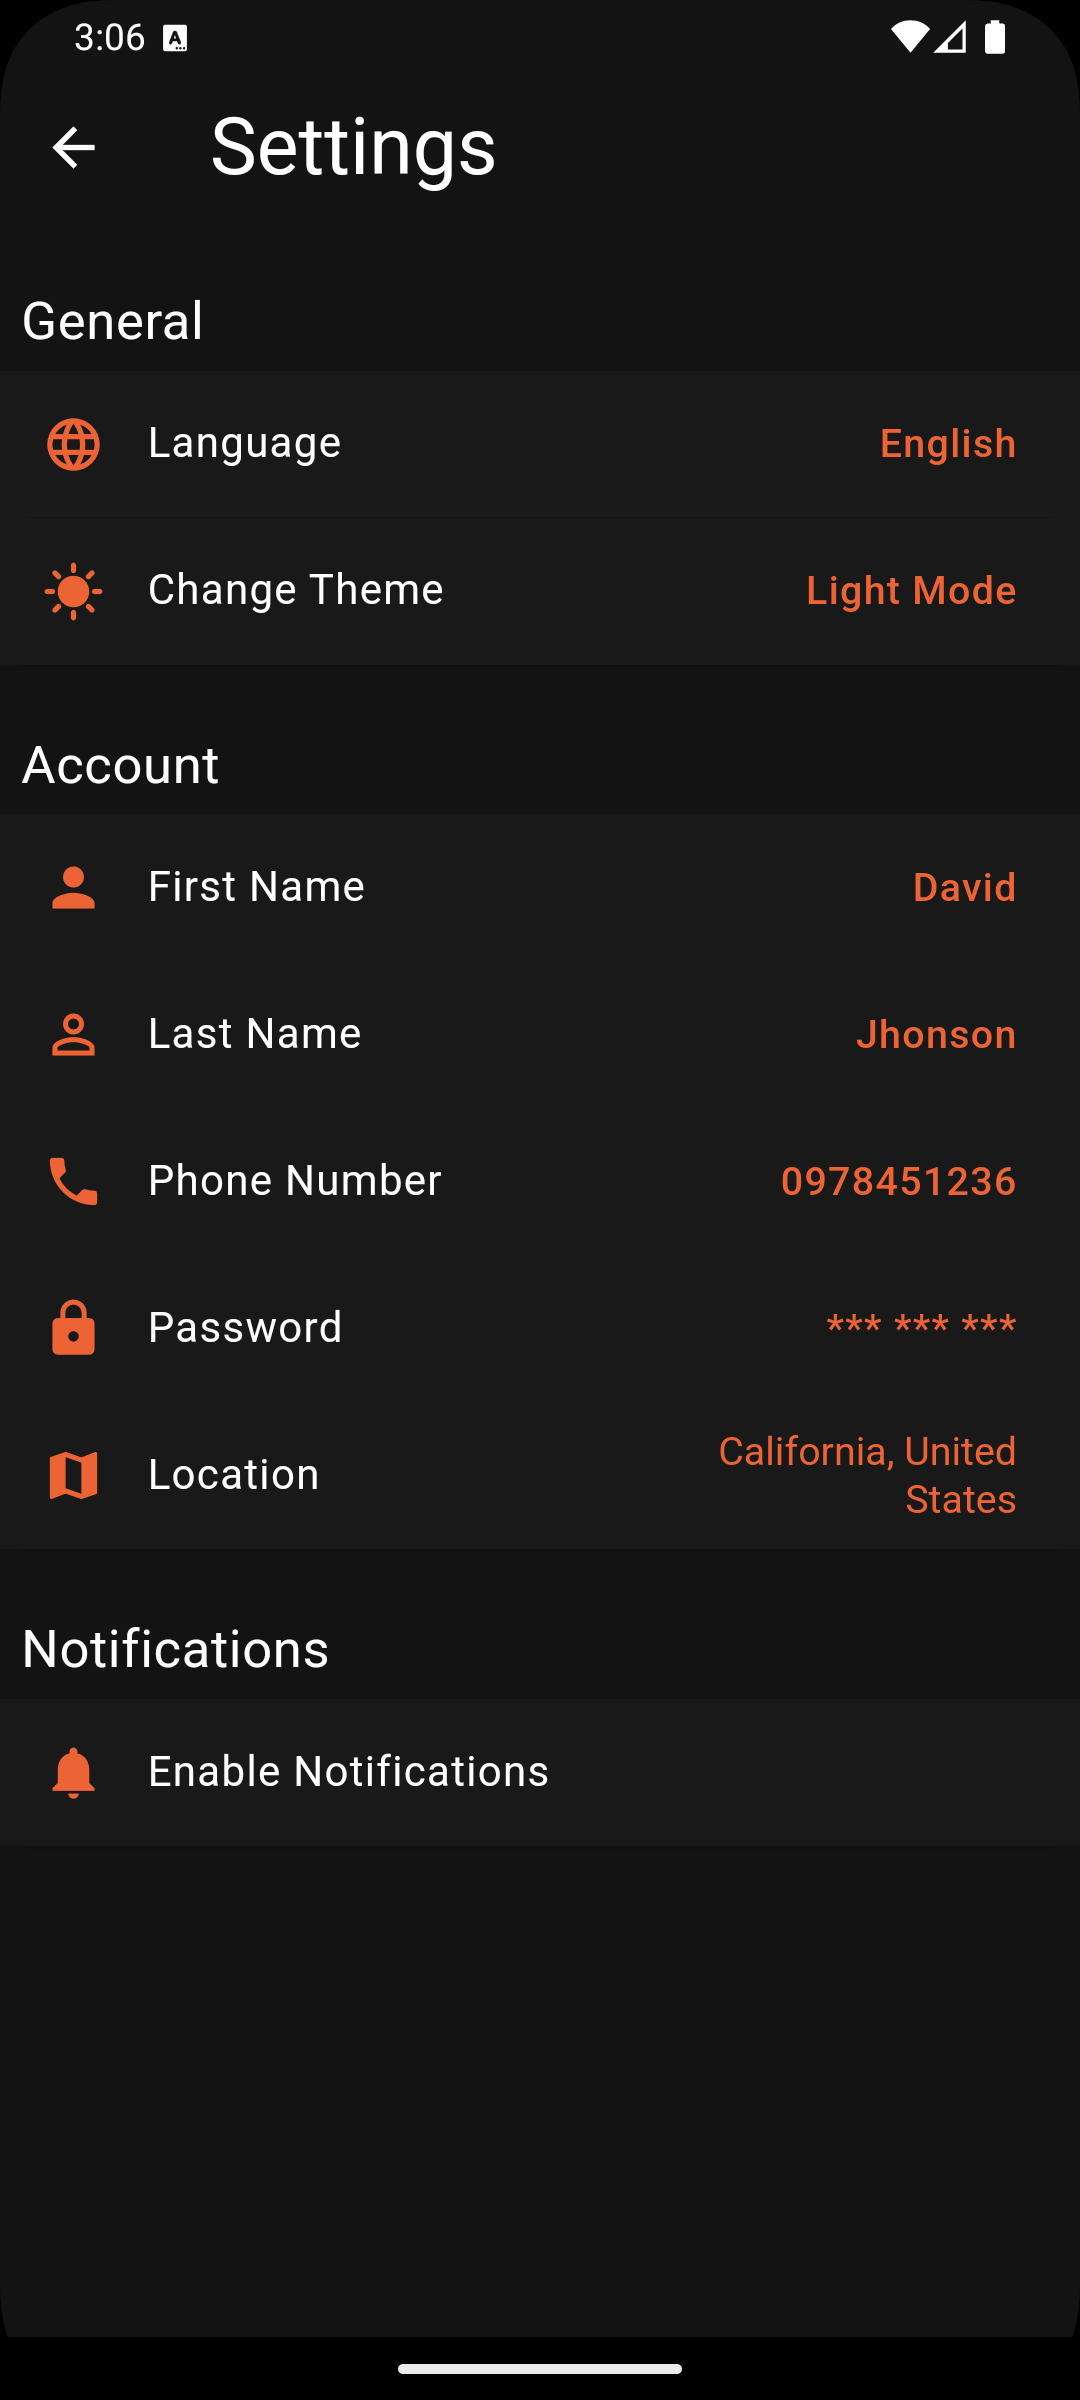 3:06
Settings
General
Language English
Change Theme Light Mode
Account
First Name David
Last Name Jhonson
Phone Number 0978451236
Password *** *** ***
Location California, United
States
Notifications
Enable Notifications